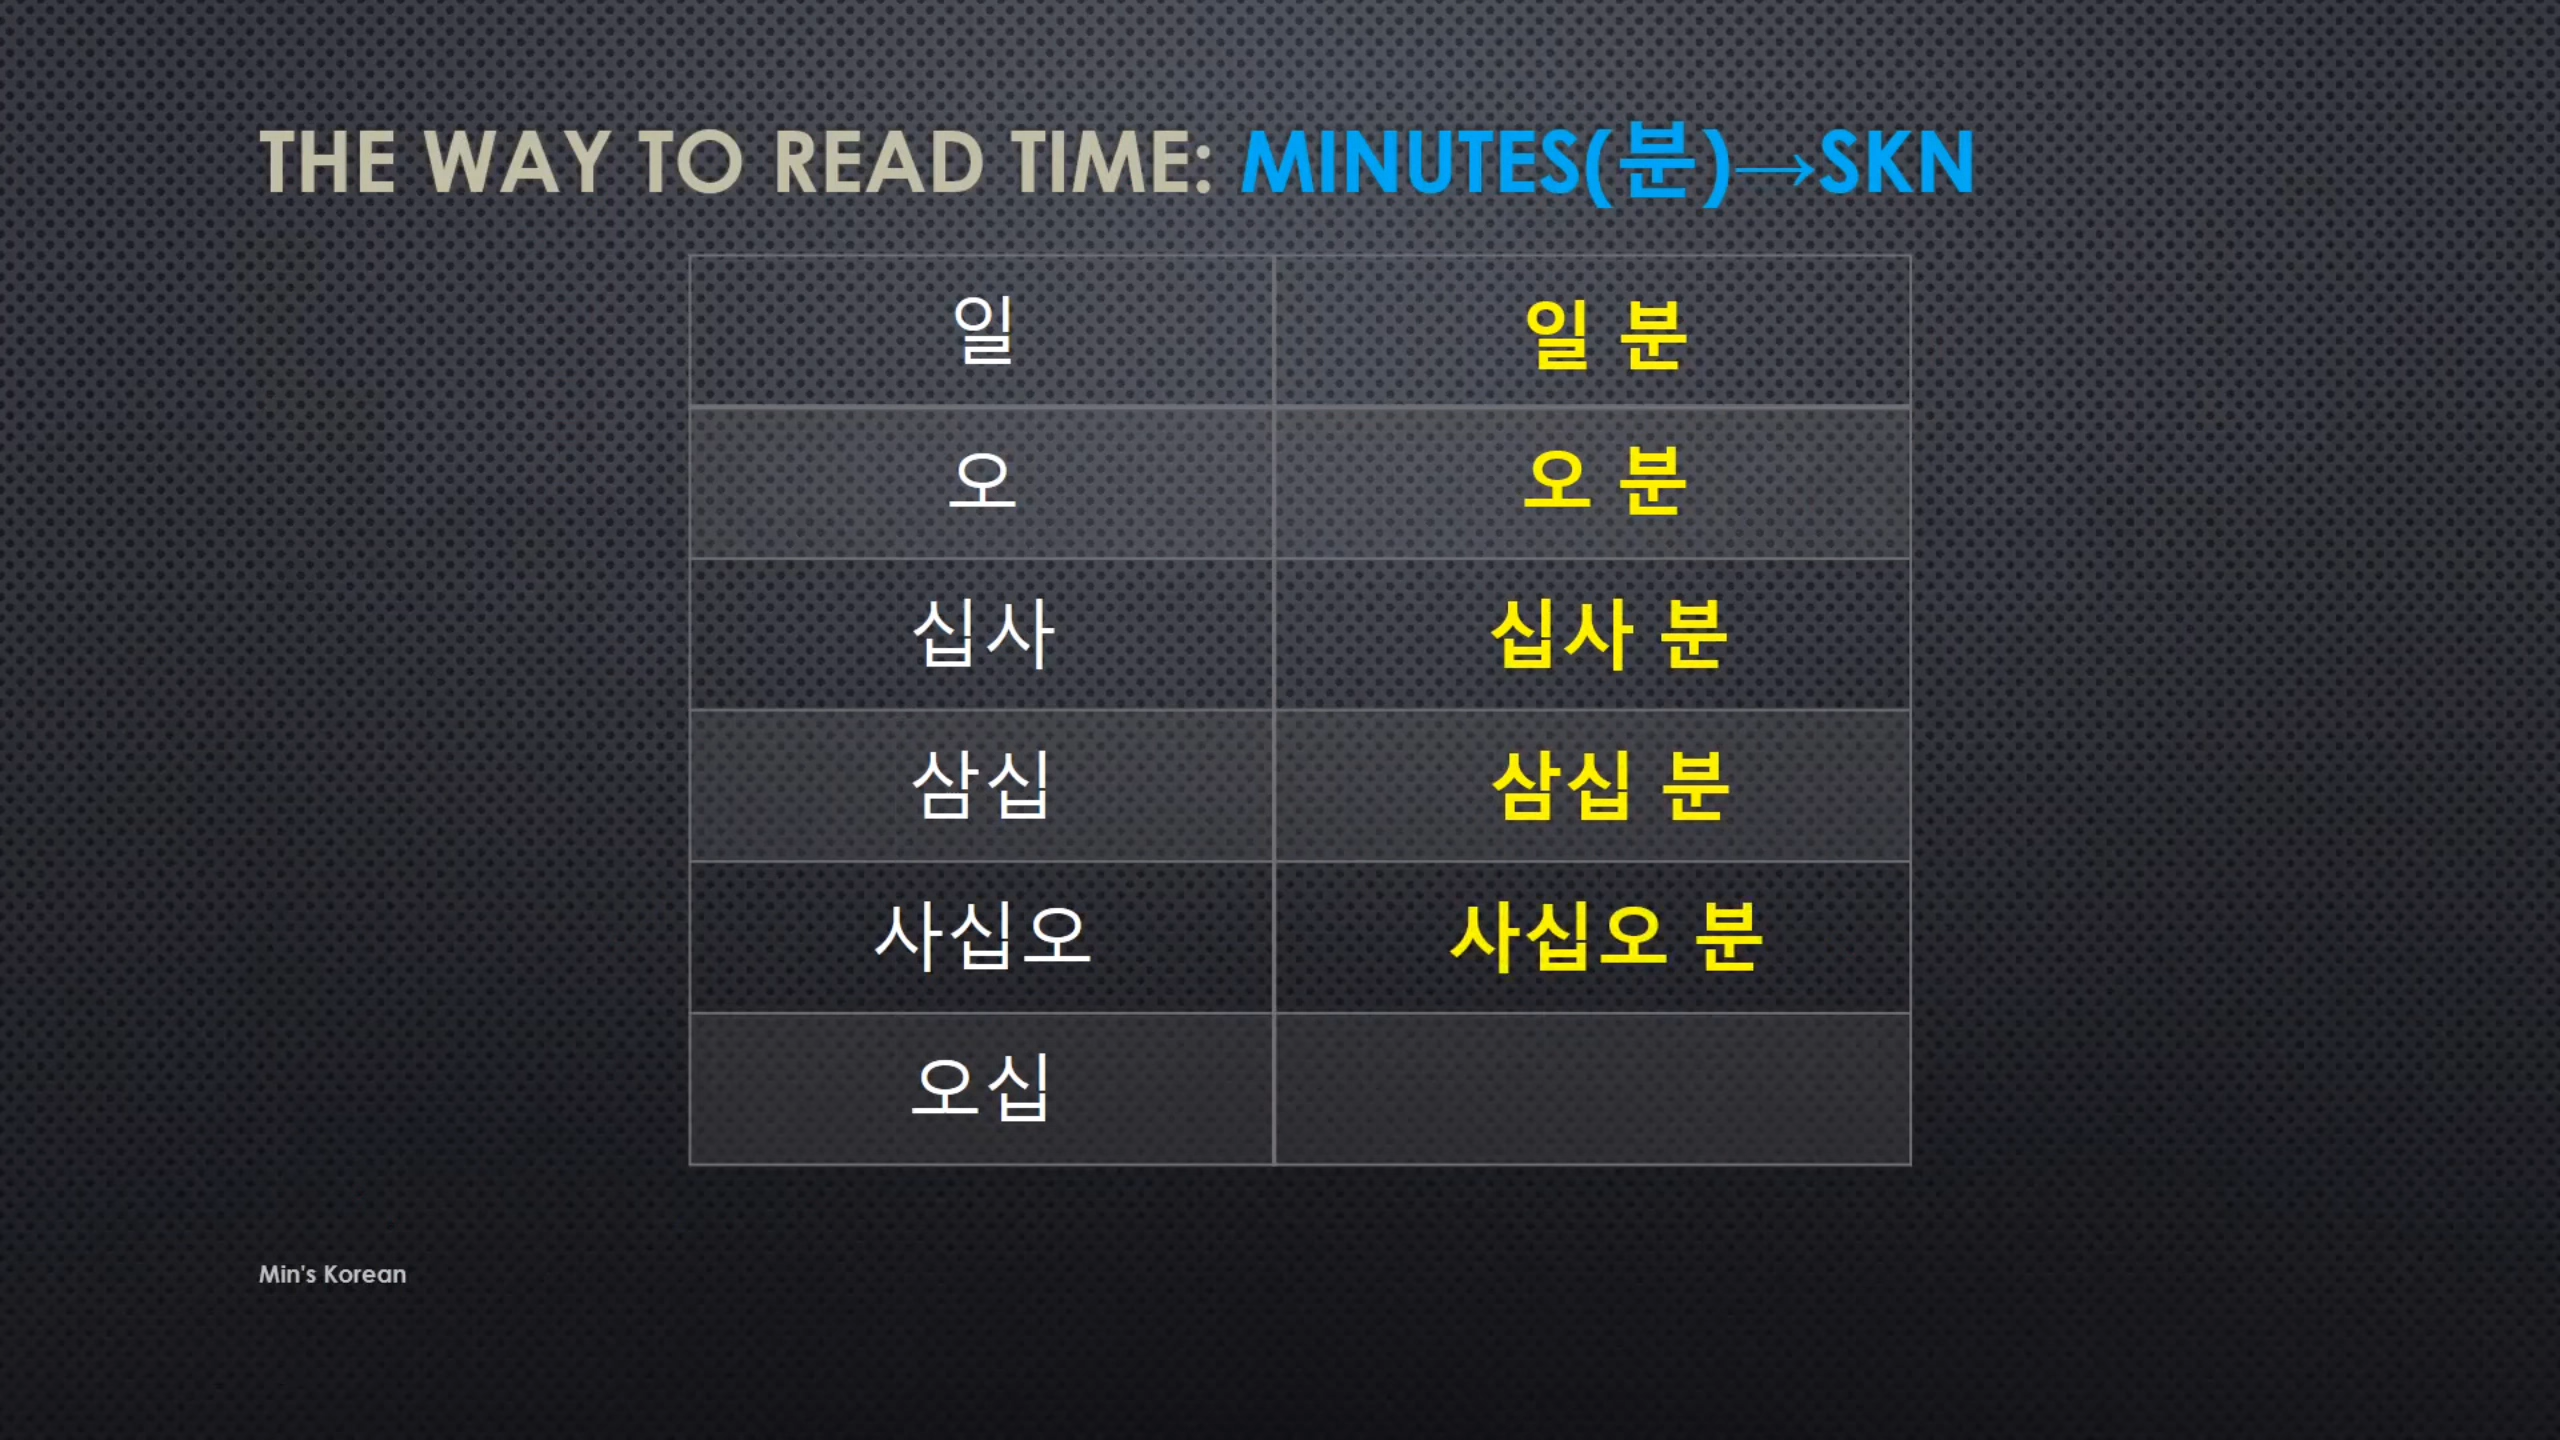 THE WAY TO READ TIME: MINUTES(분)→SKN
일 일 분
오 오 분
십사 십사 분
삼십 삼십 분
사십오 사십오 분
오십
Min's Korean